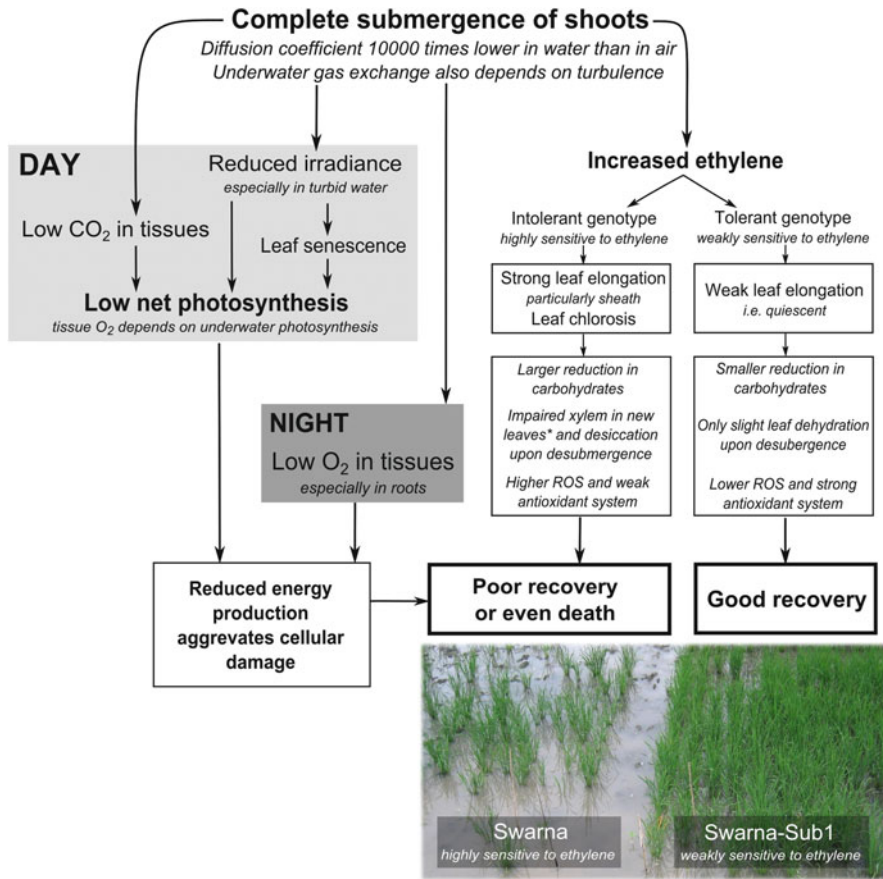 Complete submergence of shoots
Diffusion coefficient 10000 times lower in water than in air
Underwater gas exchange also depends on turbulence
DAY
Reduced irradiance
especially in turbid water
Low CO₂ in tissues
Leaf senescence
Low net photosynthesis
tissue O₂ depends on underwater photosynthesis
NIGHT
Low O₂ in tissues
especially in roots
Reduced energy
production
aggrevates cellular
damage
Increased ethylene
Intolerant genotype
highly sensitive to ethylene
Strong leaf elongation
particularly sheath
Leaf chlorosis
Larger reduction in
carbohydrates
Impaired xylem in new
leaves* and desiccation
upon desubmergence
Higher ROS and weak
antioxidant system
Poor recovery
or even death
Tolerant genotype
weakly sensitive to ethylene
Weak leaf elongation
i.e. quiescent
Smaller reduction in
carbohydrates
Only slight leaf dehydration
upon desubergence
Lower ROS and strong
antioxidant system
Good recovery
Swarna
highly sensitive to ethylene
Swarna-Sub1
weakly sensitive to ethylene